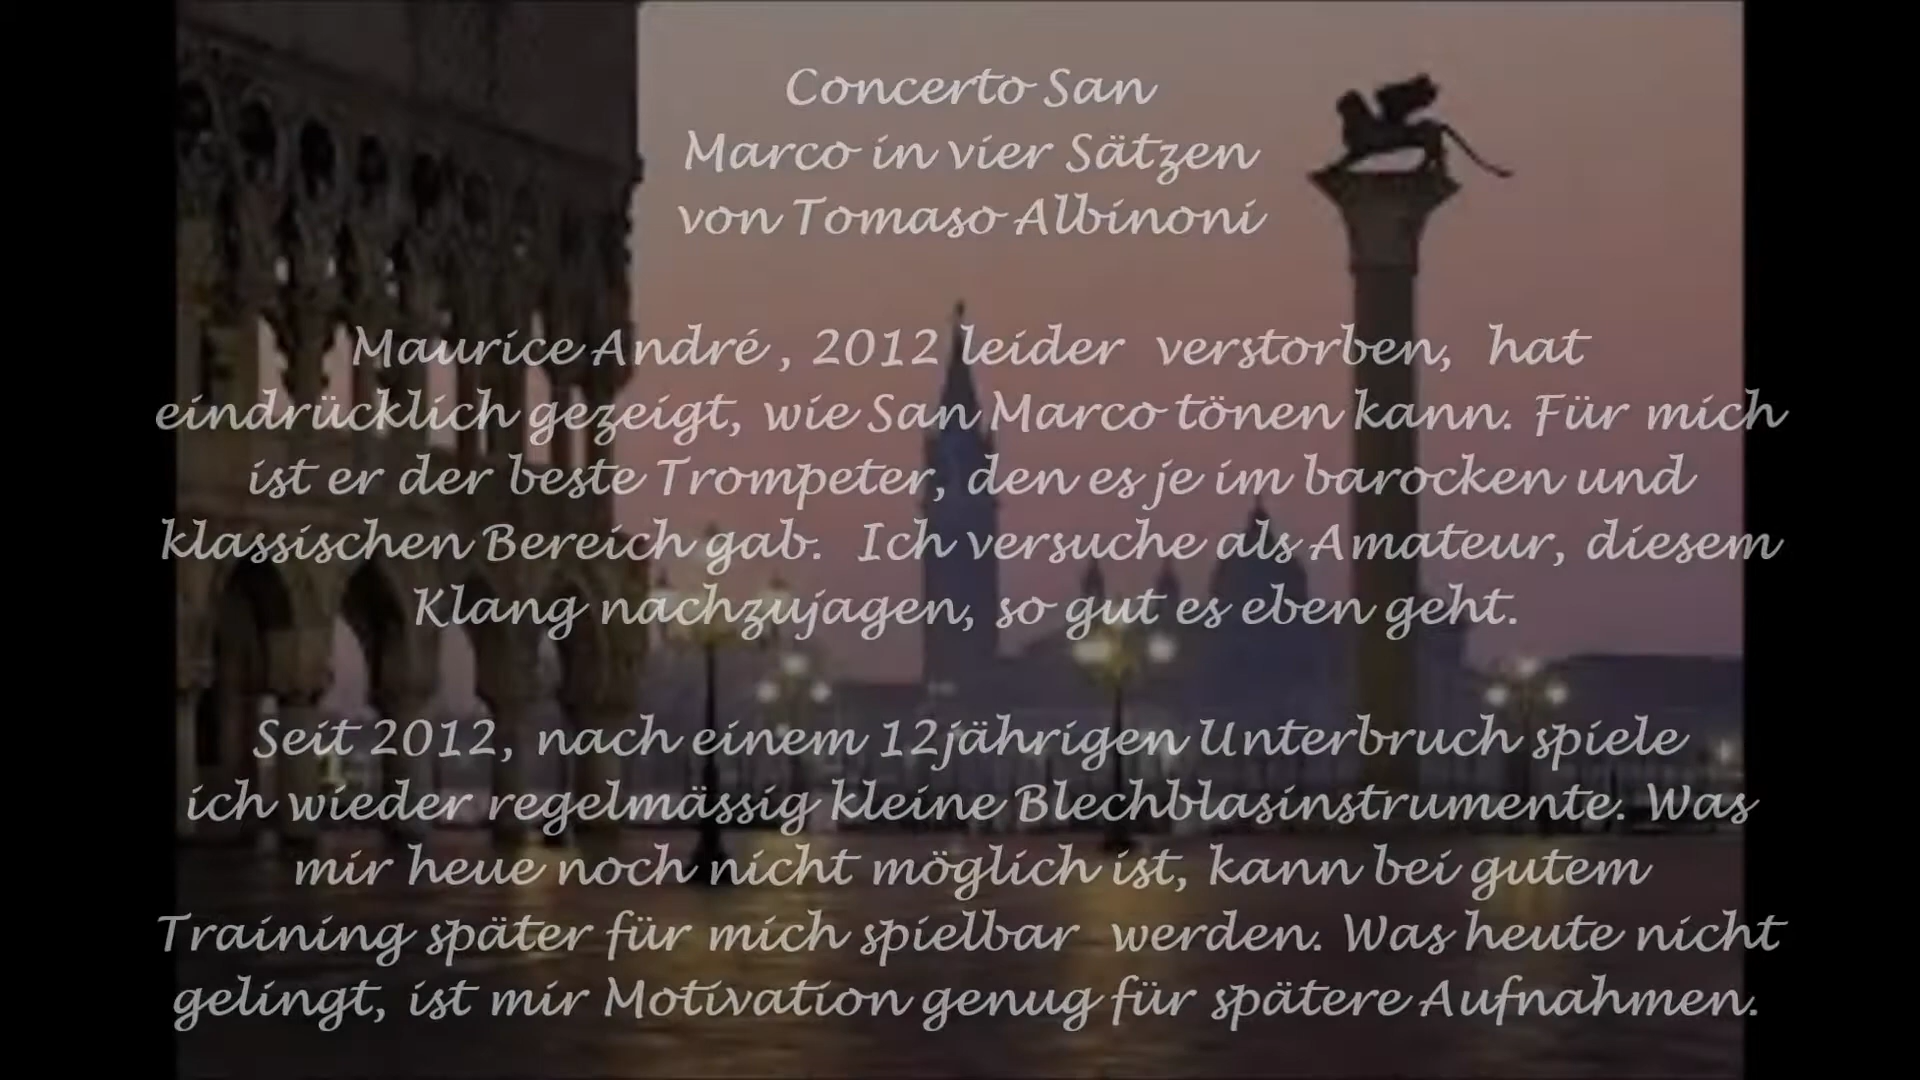 Concerto San
Marco in vier Sätzen
von Tomaso Albinoni
Maurice André , 2012 leider verstorben, hat
eindrücklich gezeigt, wie San Marco tönen kann. Für mich
ist er der beste Trompeter, den es je im barocken und
klassischen Bereich gab. Ich versuche als Amateur, diesem
Klang nachzujagen, so gut es eben geht.
Seit 2012, nach einem 12jährigen Unterbruch spiele
ich wieder regelmässig kleine Blechblasinstrumente. Was
mir heue noch nicht möglich ist, kann bei gutem
Training später für mich spielbar werden. Was heute nicht
gelingt, ist mir Motivation genug für spätere Aufnahmen.